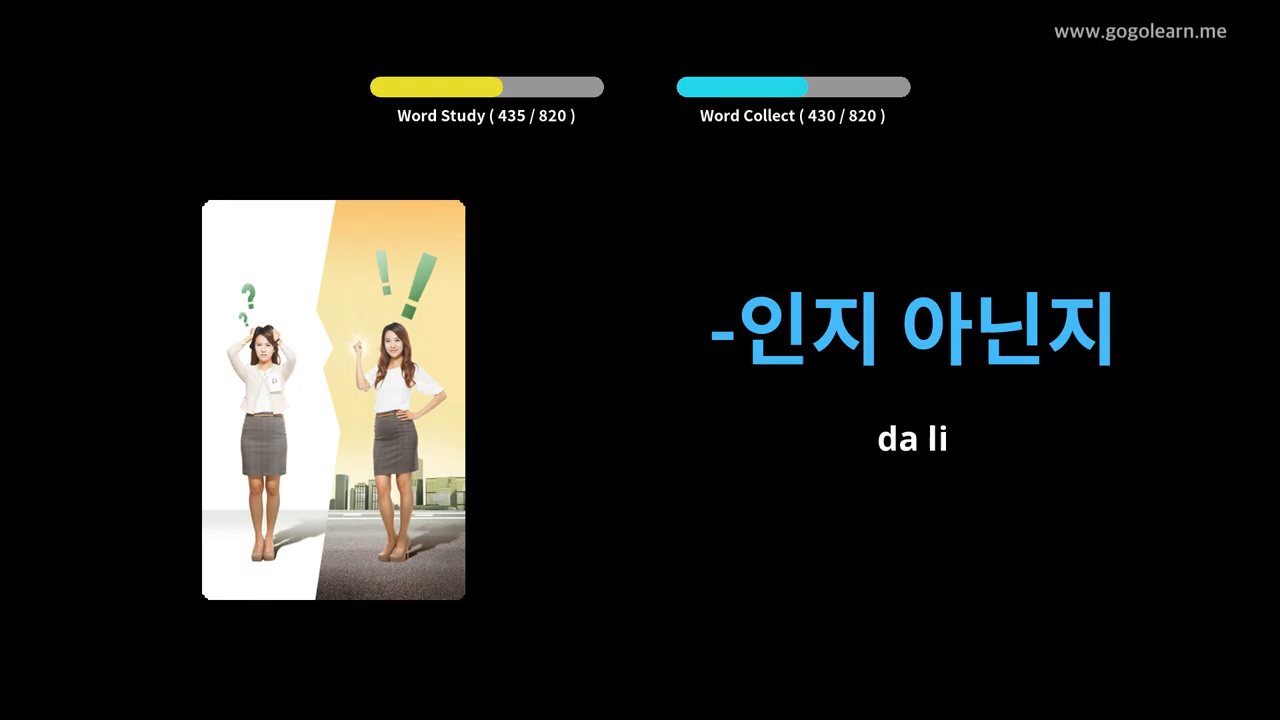 www.gogolearn.me
Word Study ( 435 / 820 )
Word Collect ( 430 / 820 )
? ? ! !
-인지 아닌지
da li